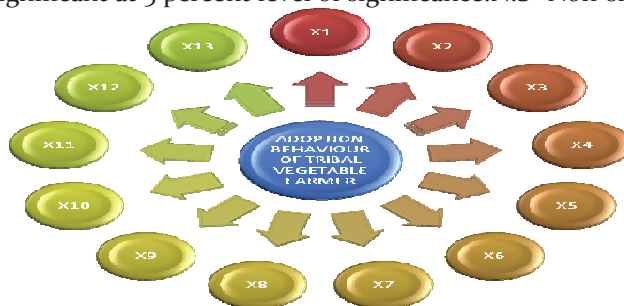 significant at 5 percent level of significance.N.S
X1
X2
X3
X4
X5
X6
X7
X8
X9
X10
X11
X12
X13
ADOPTION
BEHAVIOUR
OF TRIBAL
VEGETABLE
FARMER